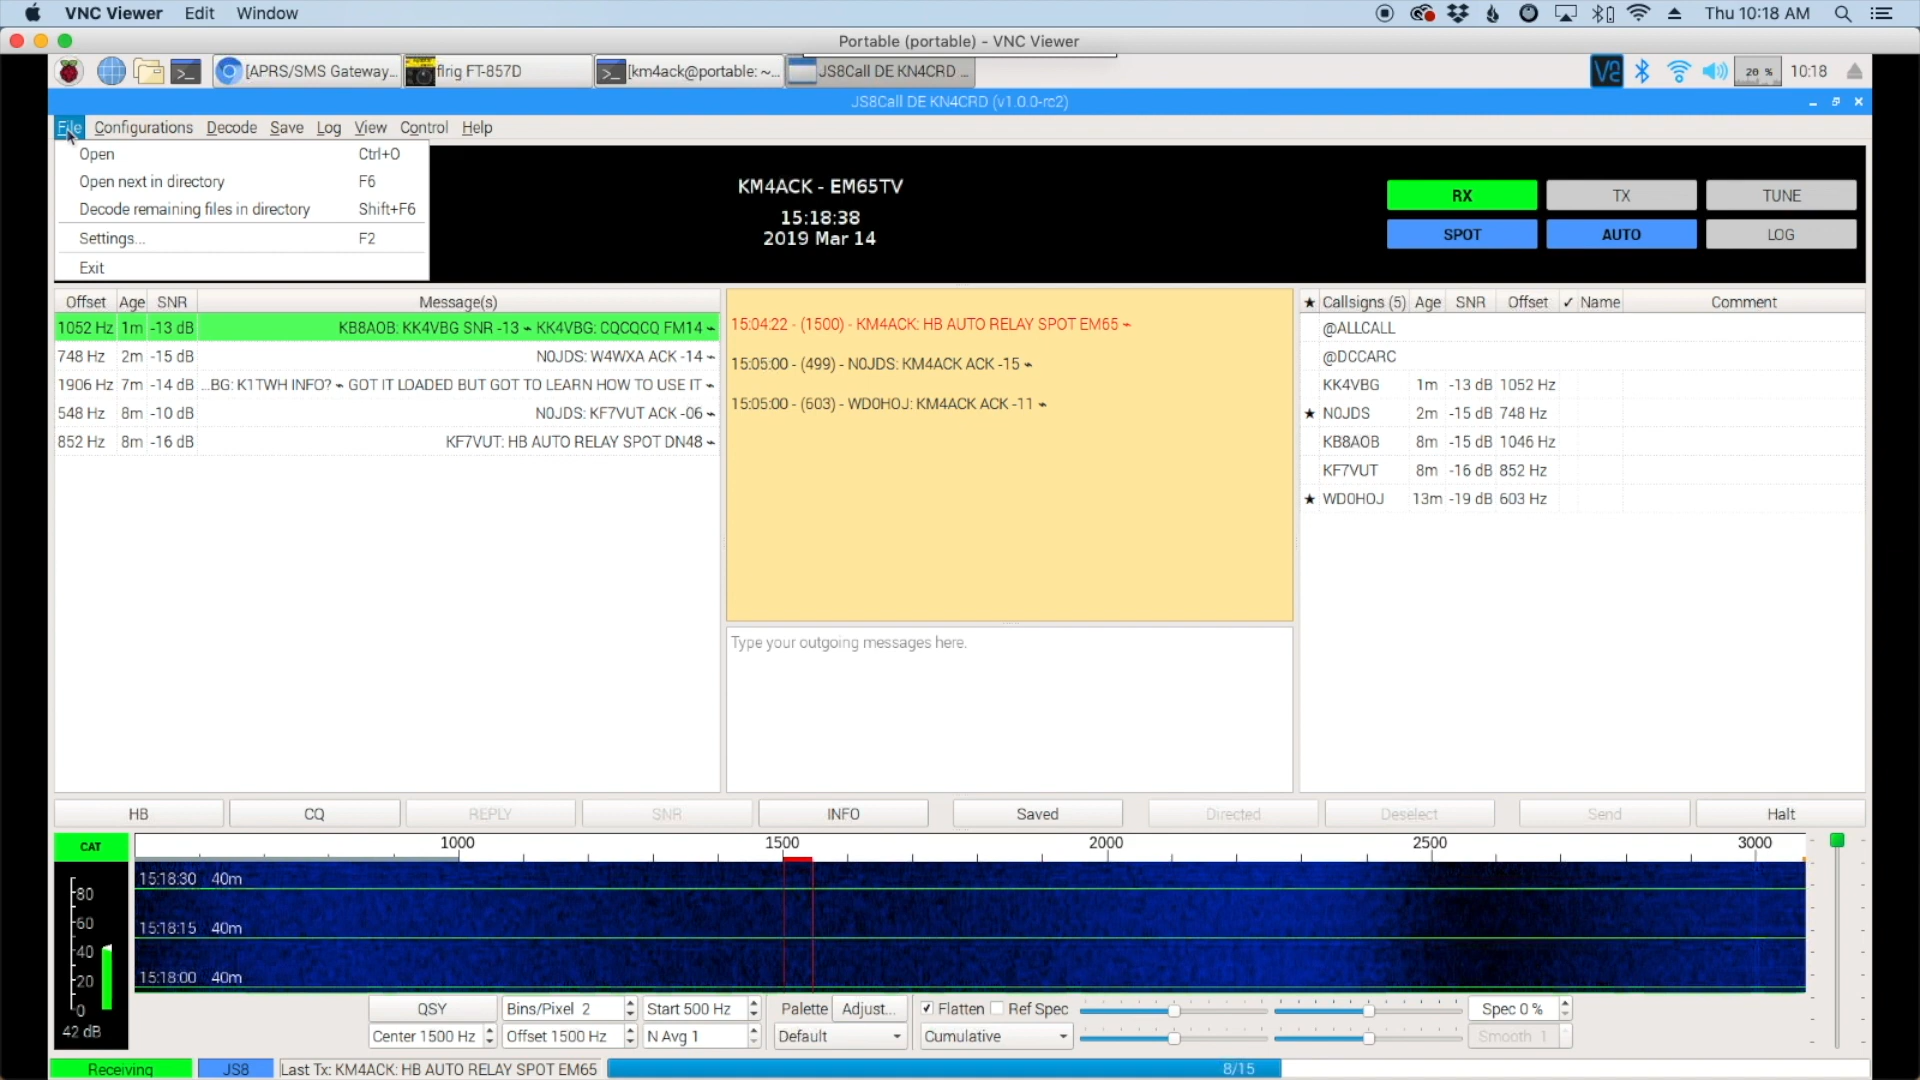 VNC Viewer Edit Window Thu 10:18 AM
Portable (portable) - VNC Viewer
[APRS/SMS Gateway... flrig FT-857D [km4ack@portable: ~... JS8Call DE KN4CRD ... V2 20 % 10:18
JS8Call DE KN4CRD (v1.0.0-rc2)
File Configurations Decode Save Log View Control Help
Open Ctrl+O
Open next in directory F6
Decode remaining files in directory Shift+F6
Settings... F2
Exit
KM4ACK - EM65TV
15:18:38
2019 Mar 14
RX TX TUNE
SPOT AUTO LOG
Offset Age SNR Message(s)
1052 Hz 1m -13 dB KB8AOB: KK4VBG SNR -13 ⌁ KK4VBG: CQCQCQ FM14 ⌁
748 Hz 2m -15 dB N0JDS: W4WXA ACK -14 ⌁
1906 Hz 7m -14 dB ...BG: K1TWH INFO? ⌁ GOT IT LOADED BUT GOT TO LEARN HOW TO USE IT ⌁
548 Hz 8m -10 dB N0JDS: KF7VUT ACK -06 ⌁
852 Hz 8m -16 dB KF7VUT: HB AUTO RELAY SPOT DN48 ⌁
15:04:22 - (1500) - KM4ACK: HB AUTO RELAY SPOT EM65 ⌁
15:05:00 - (499) - N0JDS: KM4ACK ACK -15 ⌁
15:05:00 - (603) - WD0HOJ: KM4ACK ACK -11 ⌁
Type your outgoing messages here.
★ Callsigns (5) Age SNR Offset ✓ Name Comment
@ALLCALL
@DCCARC
KK4VBG 1m -13 dB 1052 Hz
★ N0JDS 2m -15 dB 748 Hz
KB8AOB 8m -15 dB 1046 Hz
KF7VUT 8m -16 dB 852 Hz
★ WD0HOJ 13m -19 dB 603 Hz
HB CQ REPLY SNR INFO Saved Directed Deselect Send Halt
CAT 1000 1500 2000 2500 3000
15:18:30 40m
15:18:15 40m
15:18:00 40m
80
60
40
20
0
42 dB
QSY Bins/Pixel 2 Start 500 Hz Palette Adjust... Flatten Ref Spec Spec 0 %
Center 1500 Hz Offset 1500 Hz N Avg 1 Default Cumulative Smooth 1
Receiving JS8 Last Tx: KM4ACK: HB AUTO RELAY SPOT EM65 8/15